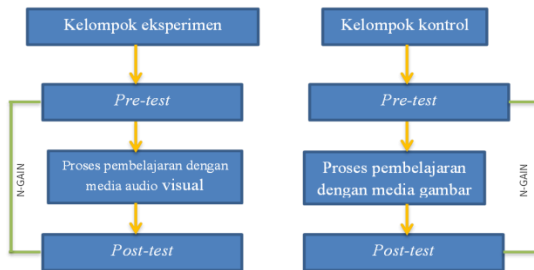 Kelompok eksperimen
Pre-test
Proses pembelajaran dengan
media audio visual
Post-test
N-GAIN
Kelompok kontrol
Pre-test
Proses pembelajaran
dengan media gambar
Post-test
N-GAIN